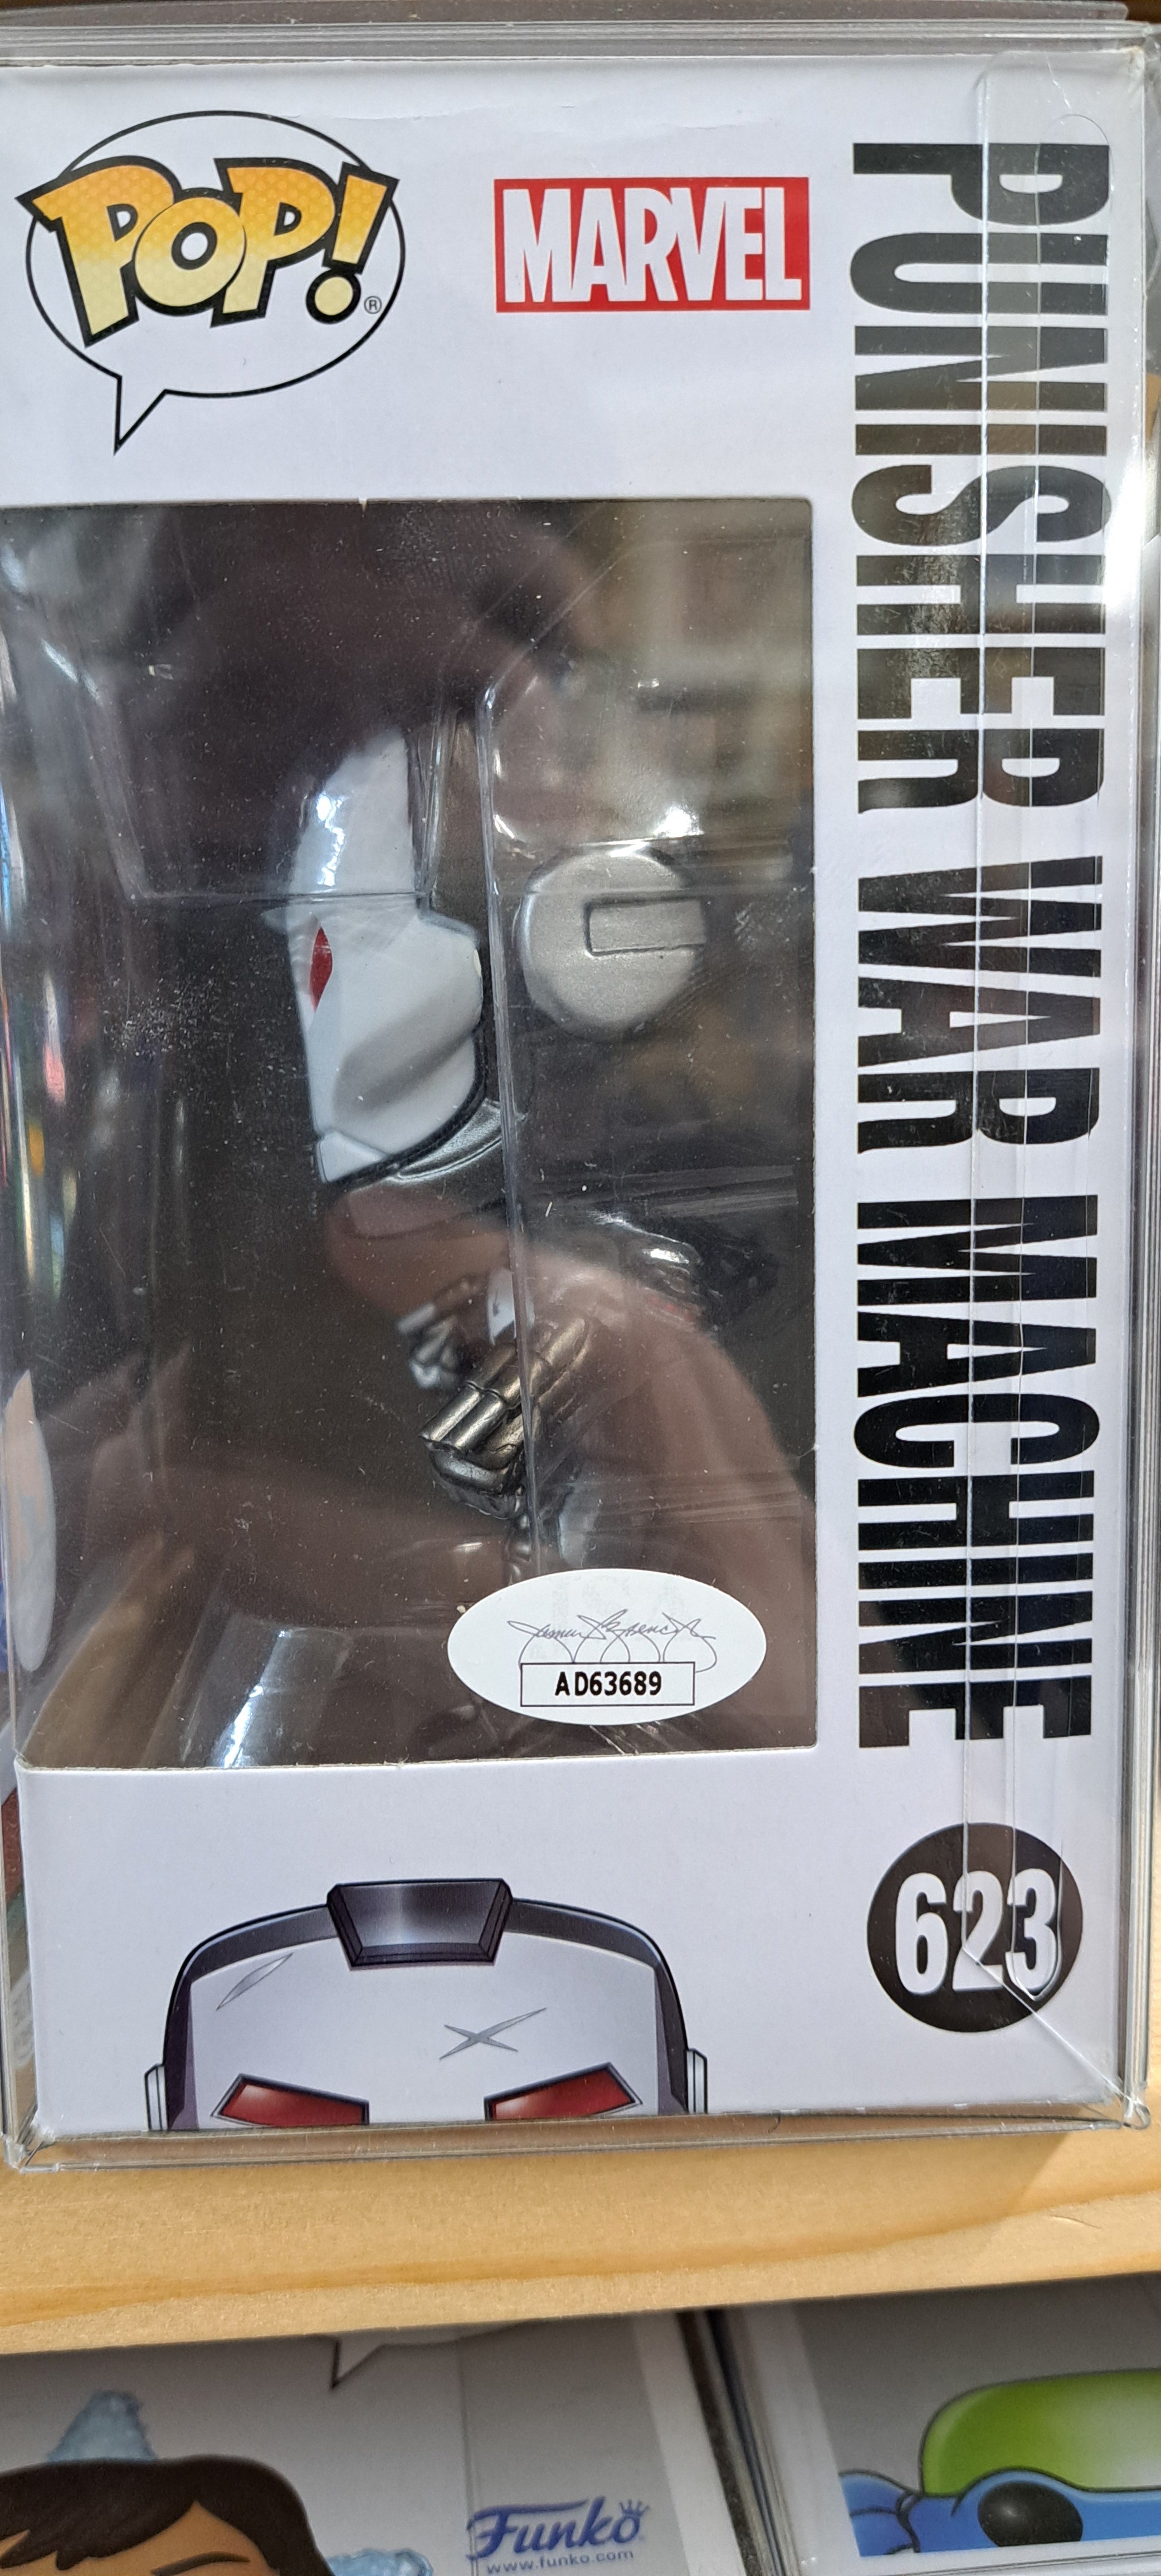 POP!®
MARVEL
PUNISHER WAR MACHINE
AD63689
623
Funko
www.funko.com